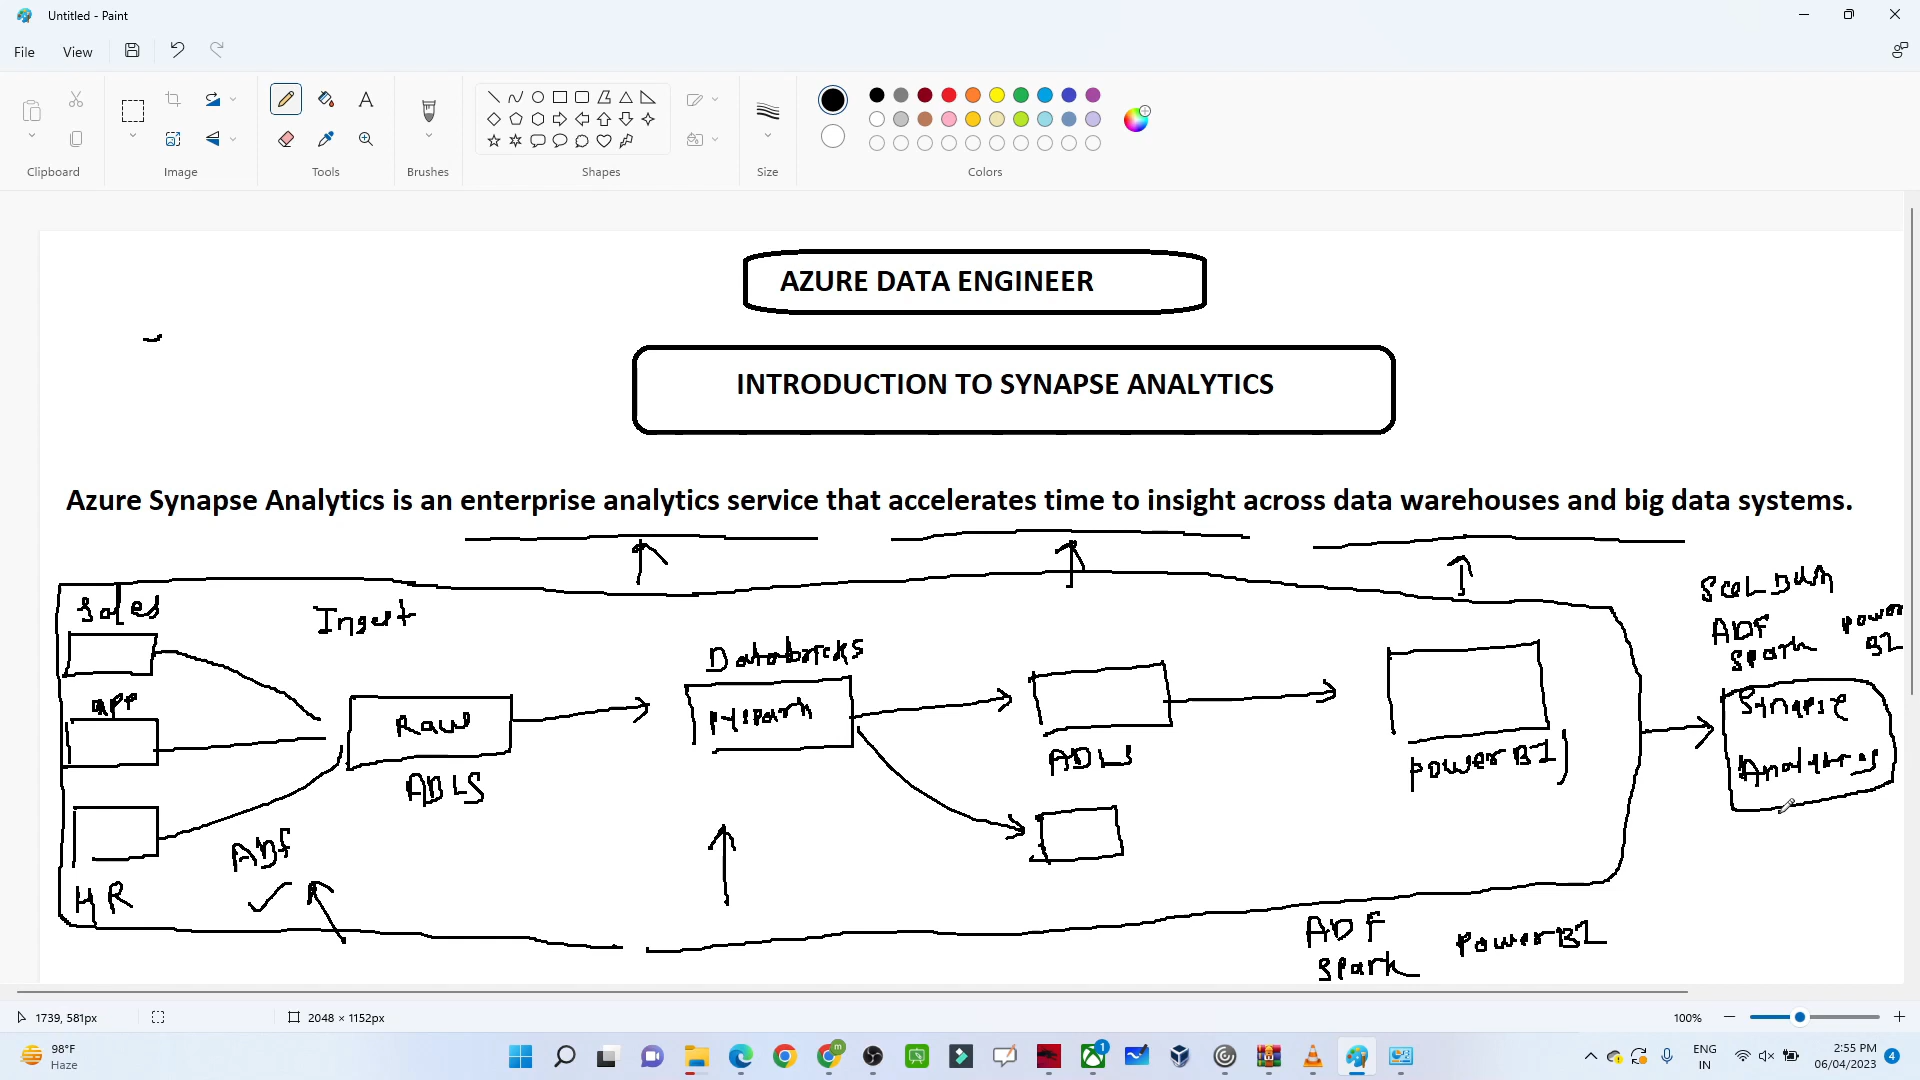 Untitled - Paint
File
View
Clipboard
Image
Tools
Brushes
Shapes
Size
Colors
AZURE DATA ENGINEER
INTRODUCTION TO SYNAPSE ANALYTICS
Azure Synapse Analytics is an enterprise analytics service that accelerates time to insight across data warehouses and big data systems.
Sales
Ingest
APP
Raw
ADLS
HR
ADF
Databricks
Pyspark
ADLS
Power BI
SQL DWH
ADF
Spark
Power
BI
Synapse
Analytics
ADF
Spark
Power BI
1739, 581px
2048 × 1152px
100%
98°F
Haze
ENG
IN
2:55 PM
06/04/2023
4
1
m